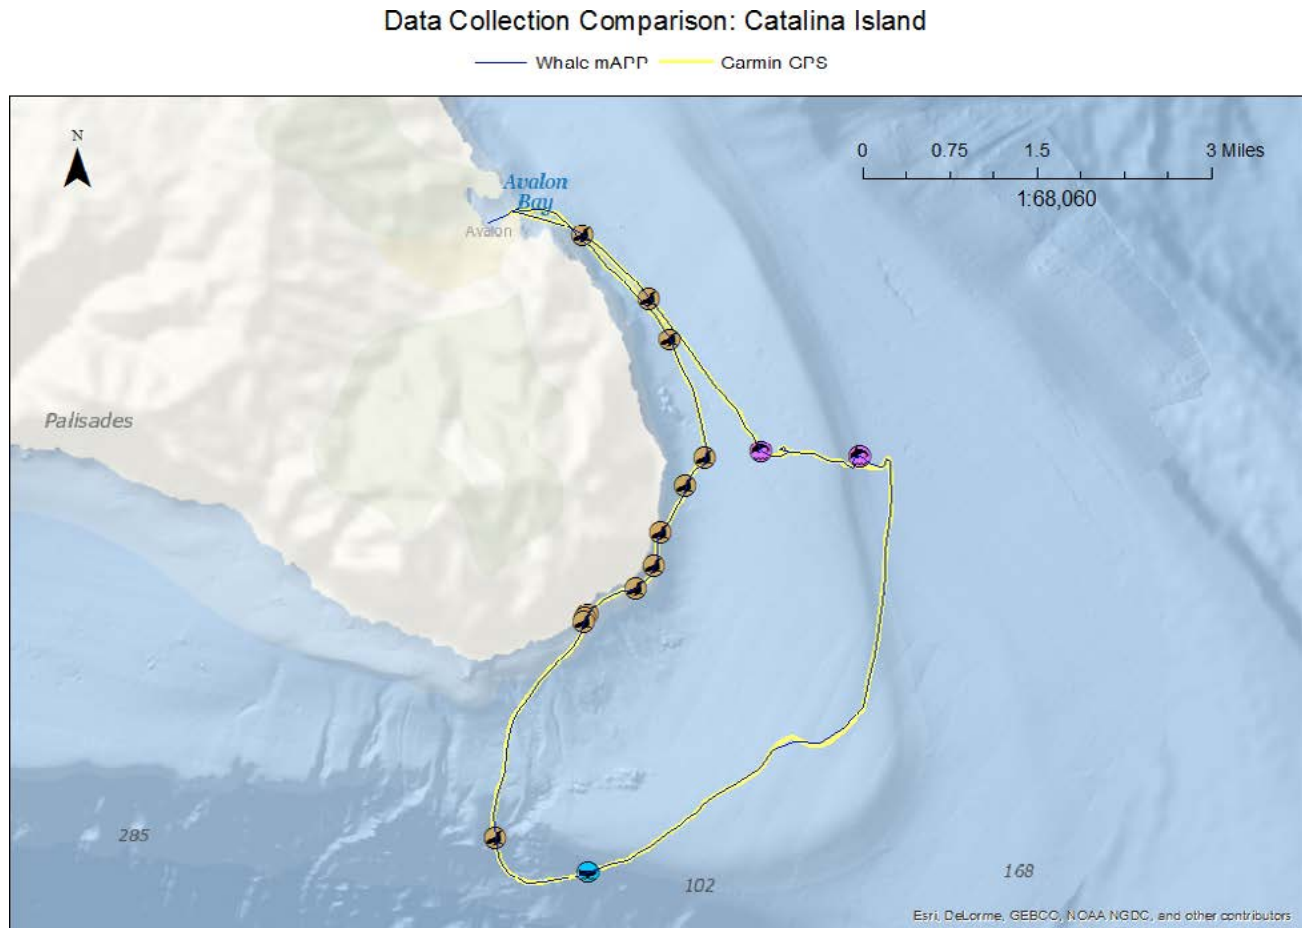 Data Collection Comparison: Catalina Island
Whale mAPP Garmin GPS
N
0 0.75 1.5 3 Miles
1:68,060
Avalon
Bay
Avalon
Palisades
285
168
102
Esri, DeLorme, GEBCO, NOAA NGDC, and other contributors